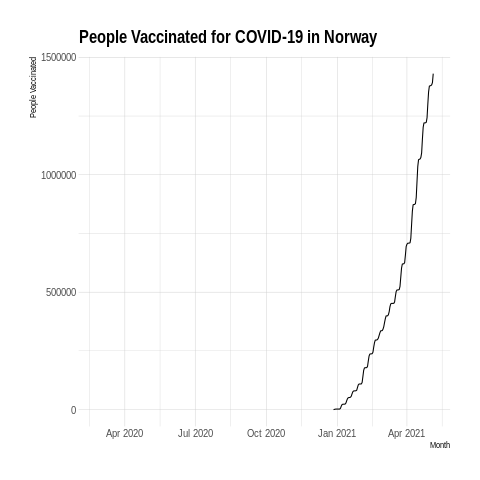 People Vaccinated for COVID-19 in Norway
People Vaccinated
1500000
1000000
500000
0
Apr 2020 Jul 2020 Oct 2020 Jan 2021 Apr 2021
Month